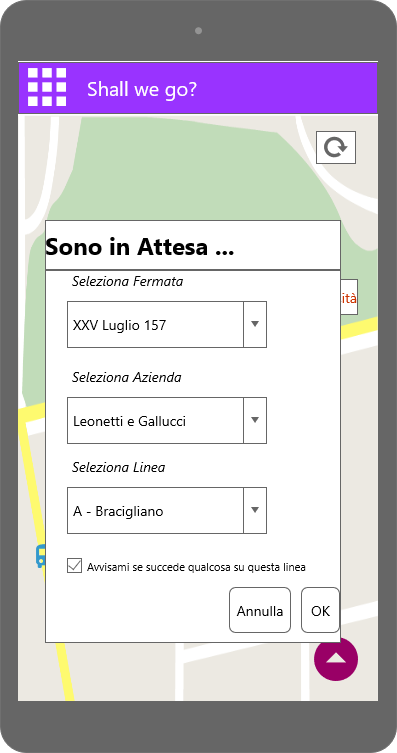 Shall we go?
Sono in Attesa ...
Seleziona Fermata
ità
XXV Luglio 157
Seleziona Azienda
Leonetti e Gallucci
Seleziona Linea
A - Bracigliano
Avvisami se succede qualcosa su questa linea
Annulla OK